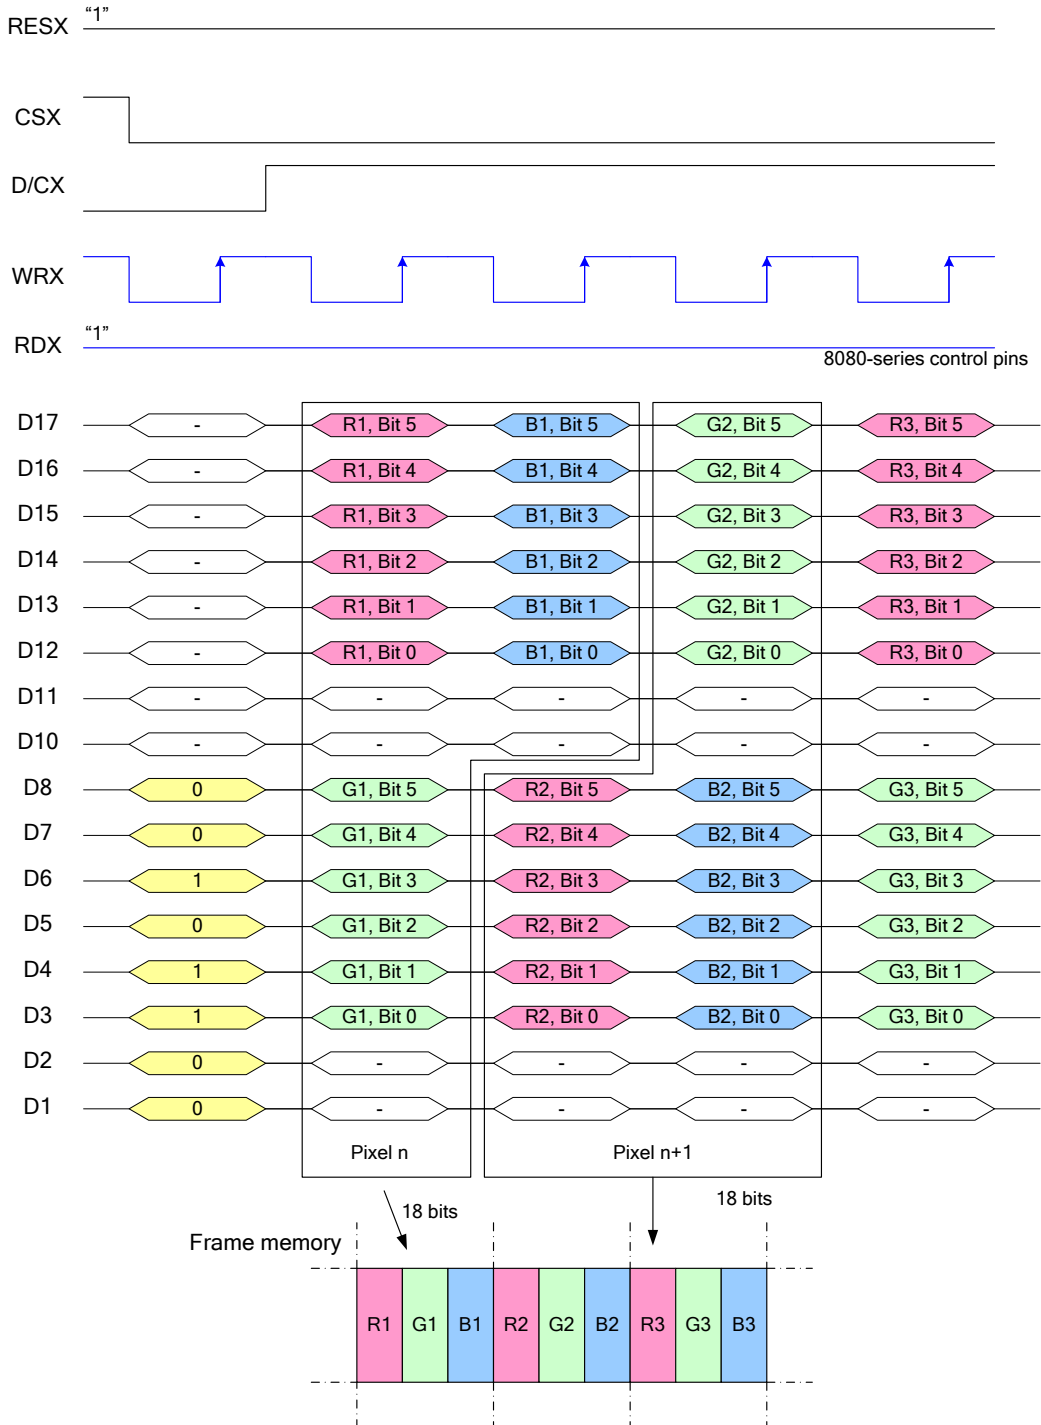 RESX "1"
CSX
D/CX
WRX
RDX "1"
8080-series control pins
D17 - R1, Bit 5 B1, Bit 5 G2, Bit 5 R3, Bit 5
D16 - R1, Bit 4 B1, Bit 4 G2, Bit 4 R3, Bit 4
D15 - R1, Bit 3 B1, Bit 3 G2, Bit 3 R3, Bit 3
D14 - R1, Bit 2 B1, Bit 2 G2, Bit 2 R3, Bit 2
D13 - R1, Bit 1 B1, Bit 1 G2, Bit 1 R3, Bit 1
D12 - R1, Bit 0 B1, Bit 0 G2, Bit 0 R3, Bit 0
D11 - - - - -
D10 - - - - -
D8 0 G1, Bit 5 R2, Bit 5 B2, Bit 5 G3, Bit 5
D7 0 G1, Bit 4 R2, Bit 4 B2, Bit 4 G3, Bit 4
D6 1 G1, Bit 3 R2, Bit 3 B2, Bit 3 G3, Bit 3
D5 0 G1, Bit 2 R2, Bit 2 B2, Bit 2 G3, Bit 2
D4 1 G1, Bit 1 R2, Bit 1 B2, Bit 1 G3, Bit 1
D3 1 G1, Bit 0 R2, Bit 0 B2, Bit 0 G3, Bit 0
D2 0 - - - -
D1 0 - - - -
Pixel n Pixel n+1
18 bits 18 bits
Frame memory
R1 G1 B1 R2 G2 B2 R3 G3 B3